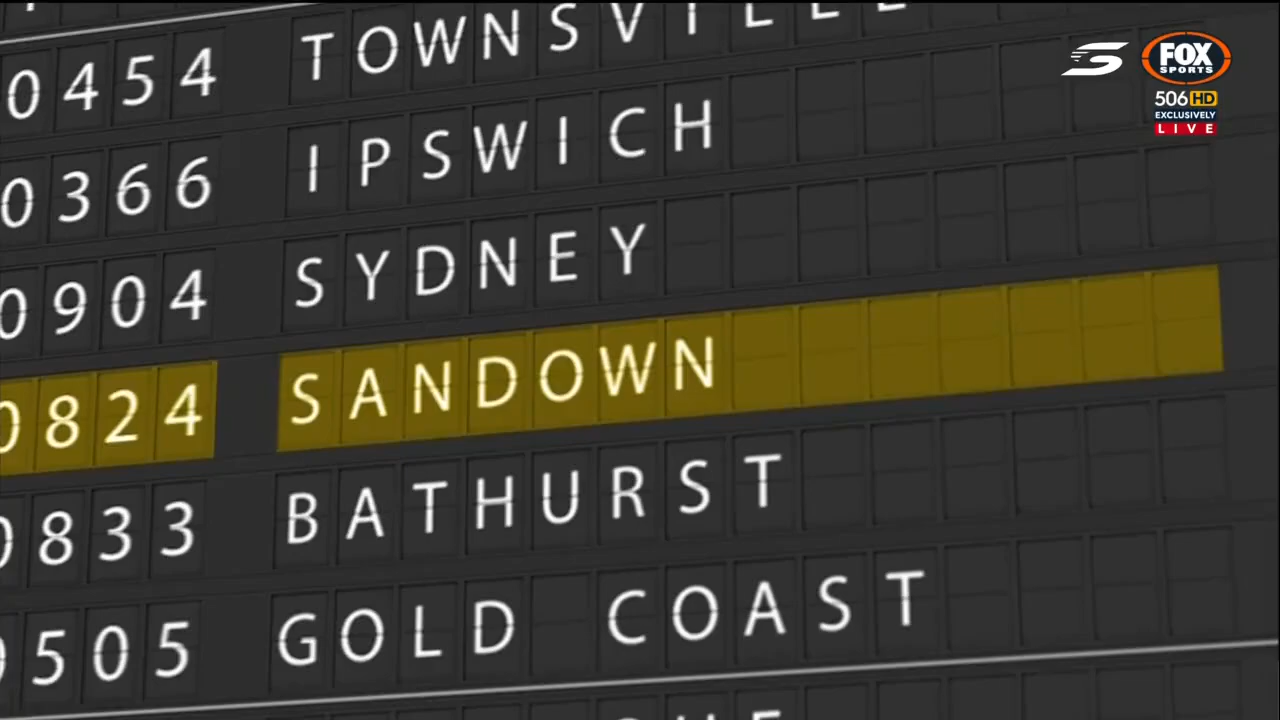 0454 TOWNSVILLE
0366 IPSWICH
0904 SYDNEY
0824 SANDOWN
0833 BATHURST
0505 GOLD COAST
FOX
SPORTS
506 HD
EXCLUSIVELY
LIVE